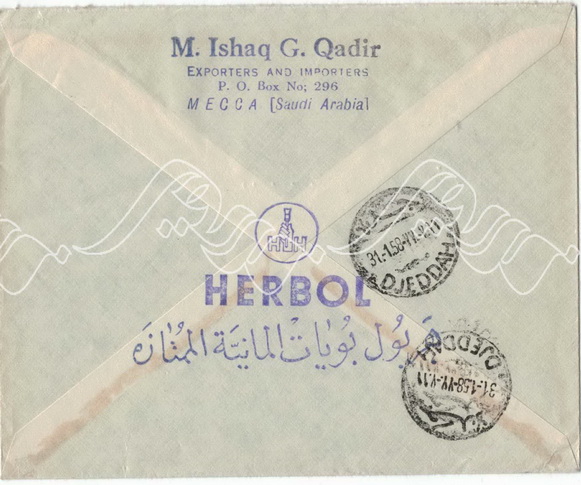 M. Ishaq G. Qadir
EXPORTERS AND IMPORTERS
P. O. Box No; 296
MECCA [Saudi Arabia]
HERBOL
هربول بويات المانية الممتازه
DJEDDAH
31-1.58
DJEDDAH
31-1.58